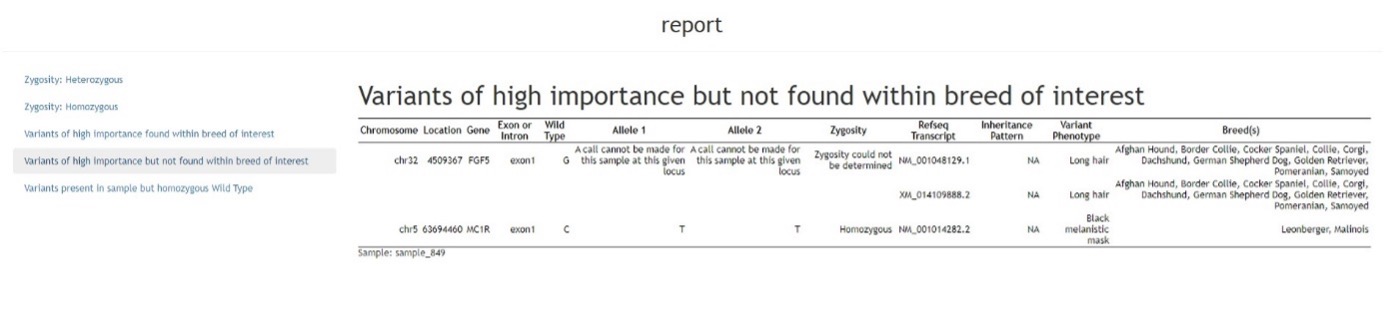 report
Zygosity: Heterozygous
Zygosity: Homozygous
Variants of high importance found within breed of interest
Variants of high importance but not found within breed of interest
Variants present in sample but homozygous Wild Type
Variants of high importance but not found within breed of interest
Chromosome Location Gene Exon or Intron Wild Type Allele 1 Allele 2 Zygosity Refseq Transcript Inheritance Pattern Variant Phenotype Breed(s)
chr32 4509367 FGF5 exon1 G A call cannot be made for this sample at this given locus A call cannot be made for this sample at this given locus Zygosity could not be determined NM_001048129.1 NA Long hair Afghan Hound, Border Collie, Cocker Spaniel, Collie, Corgi, Dachshund, German Shepherd Dog, Golden Retriever, Pomeranian, Samoyed
XM_014109888.2 NA Long hair Afghan Hound, Border Collie, Cocker Spaniel, Collie, Corgi, Dachshund, German Shepherd Dog, Golden Retriever, Pomeranian, Samoyed
chr5 63694460 MC1R exon1 C T T Homozygous NM_001014282.2 NA Black melanistic mask Leonberger, Malinois
Sample: sample_849